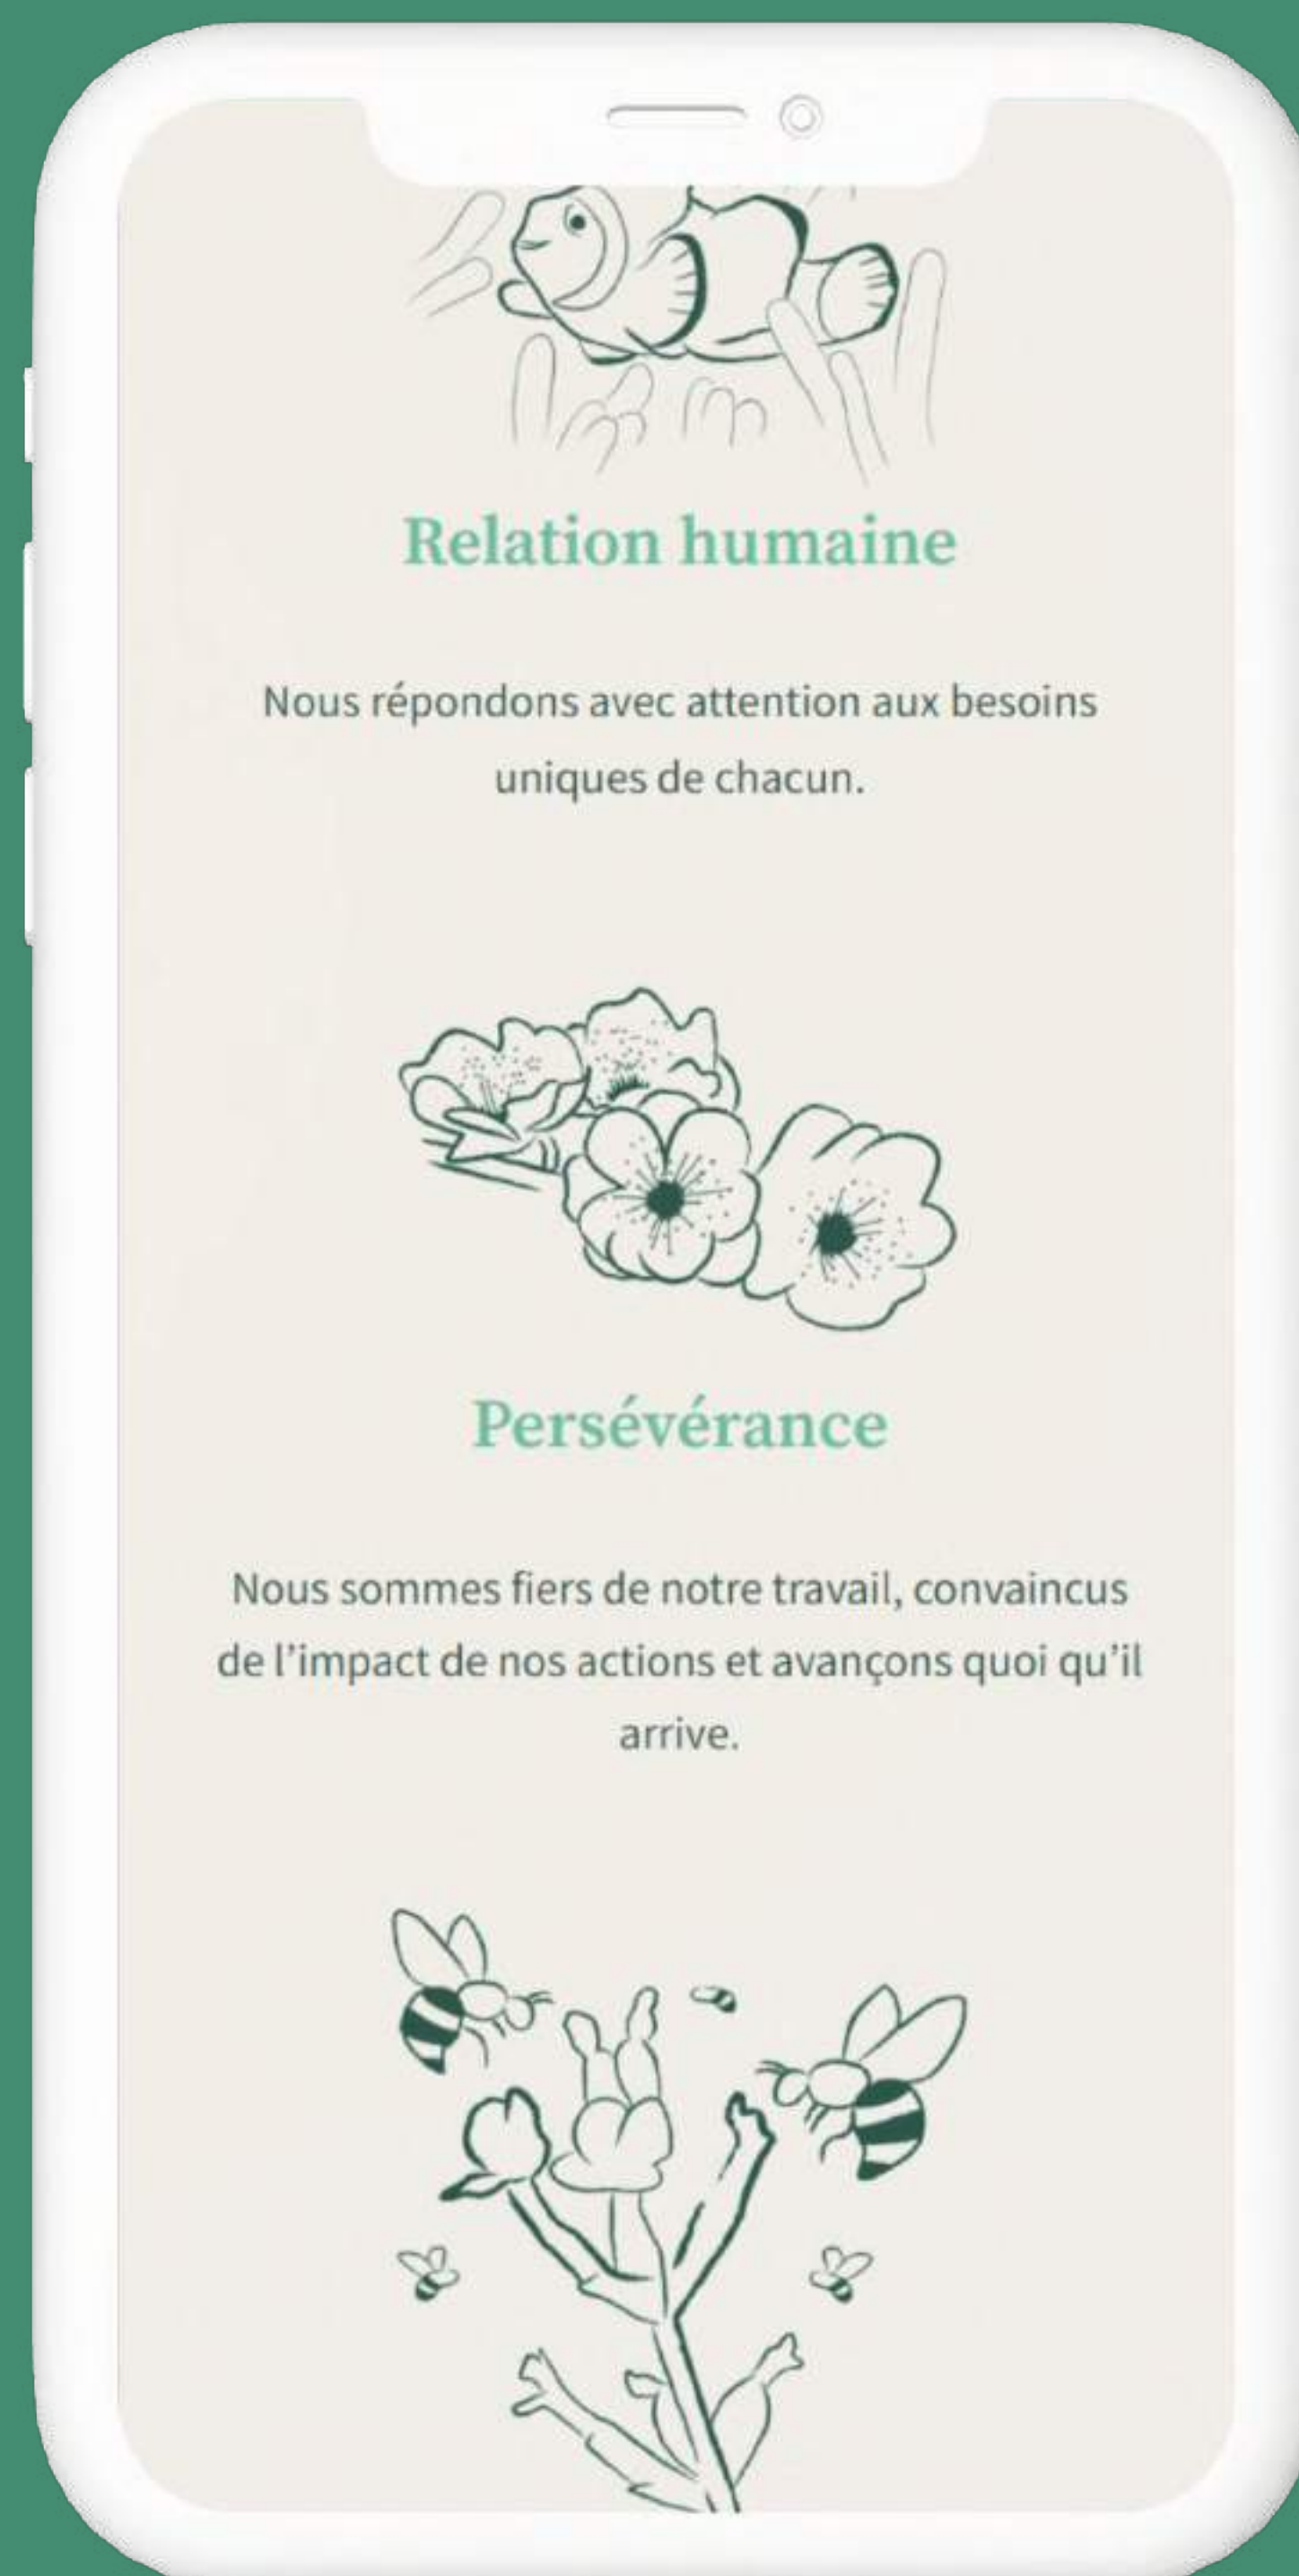 Relation humaine
Nous répondons avec attention aux besoins
uniques de chacun.
Persévérance
Nous sommes fiers de notre travail, convaincus
de l’impact de nos actions et avançons quoi qu’il
arrive.